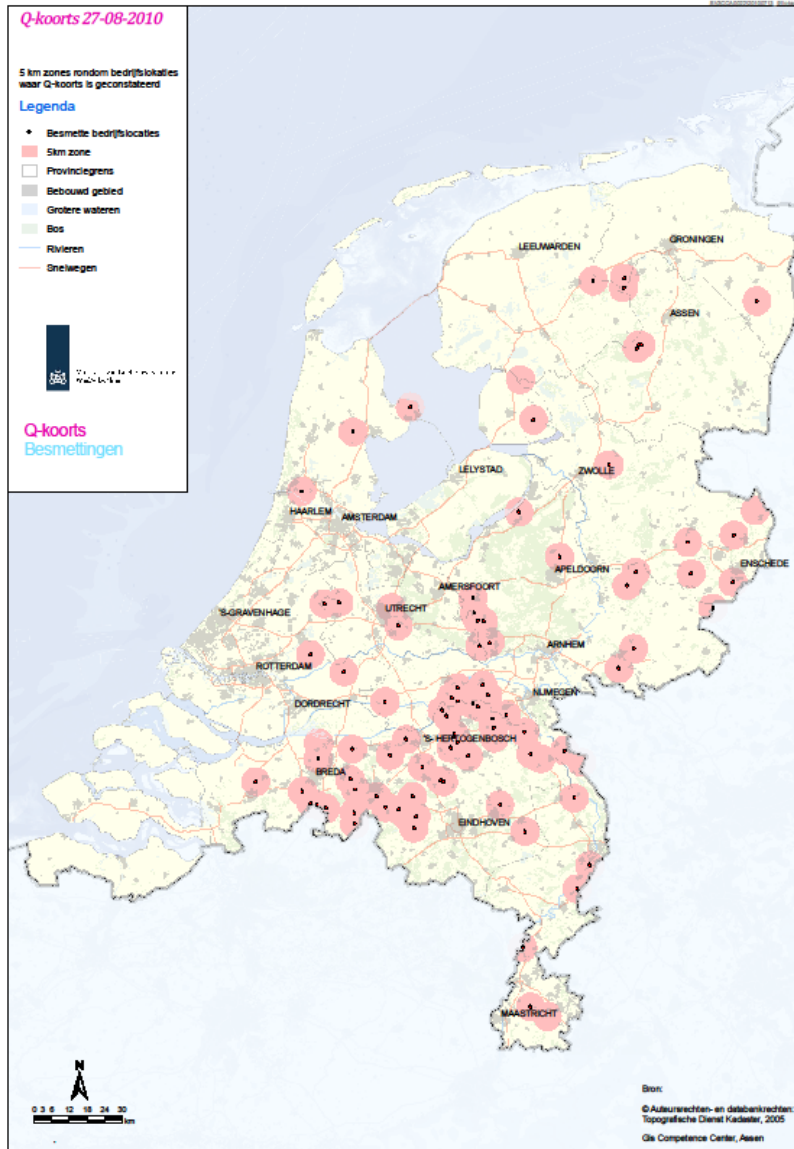 Q-koorts 27-08-2010
5 km zones rondom bedrijfslokaties
waar Q-koorts is geconstateerd
Legenda
Besmette bedrijfslocaties
5km zone
Provinciegrens
Bebouwd gebied
Grotere wateren
Bos
Rivieren
Snelwegen
Q-koorts
Besmettingen
LEEUWARDEN
GRONINGEN
ASSEN
LELYSTAD
ZWOLLE
HAARLEM
AMSTERDAM
ENSCHEDE
APELDOORN
AMERSFOORT
'S-GRAVENHAGE
UTRECHT
ARNHEM
ROTTERDAM
NIJMEGEN
DORDRECHT
'S- HERTOGENBOSCH
BREDA
EINDHOVEN
MAASTRICHT
N
0 3 6 12 18 24 30
km
Bron:
© Auteursrechten- en databankrechten:
Topografische Dienst Kadaster, 2005
Gis Competence Center, Assen